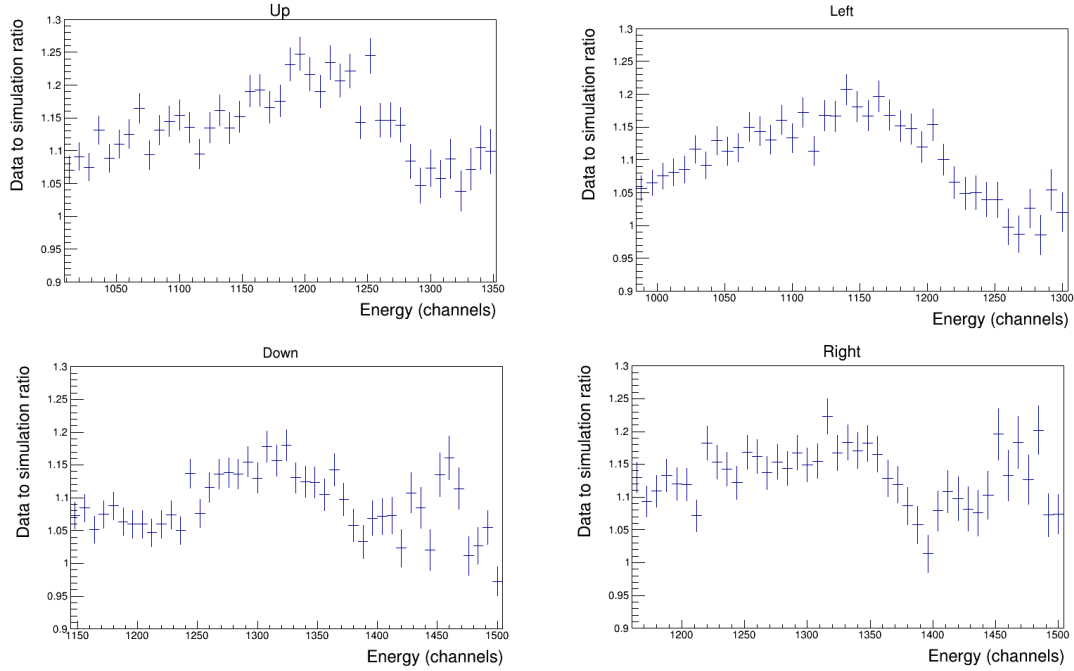 Up
Data to simulation ratio
1.3
1.25
1.2
1.15
1.1
1.05
1
0.95
0.9
1050 1100 1150 1200 1250 1300 1350
Energy (channels)
Left
Data to simulation ratio
1.3
1.25
1.2
1.15
1.1
1.05
1
0.95
0.9
1000 1050 1100 1150 1200 1250 1300
Energy (channels)
Down
Data to simulation ratio
1.3
1.25
1.2
1.15
1.1
1.05
1
0.95
0.9
1150 1200 1250 1300 1350 1400 1450 1500
Energy (channels)
Right
Data to simulation ratio
1.3
1.25
1.2
1.15
1.1
1.05
1
0.95
0.9
1200 1250 1300 1350 1400 1450 1500
Energy (channels)